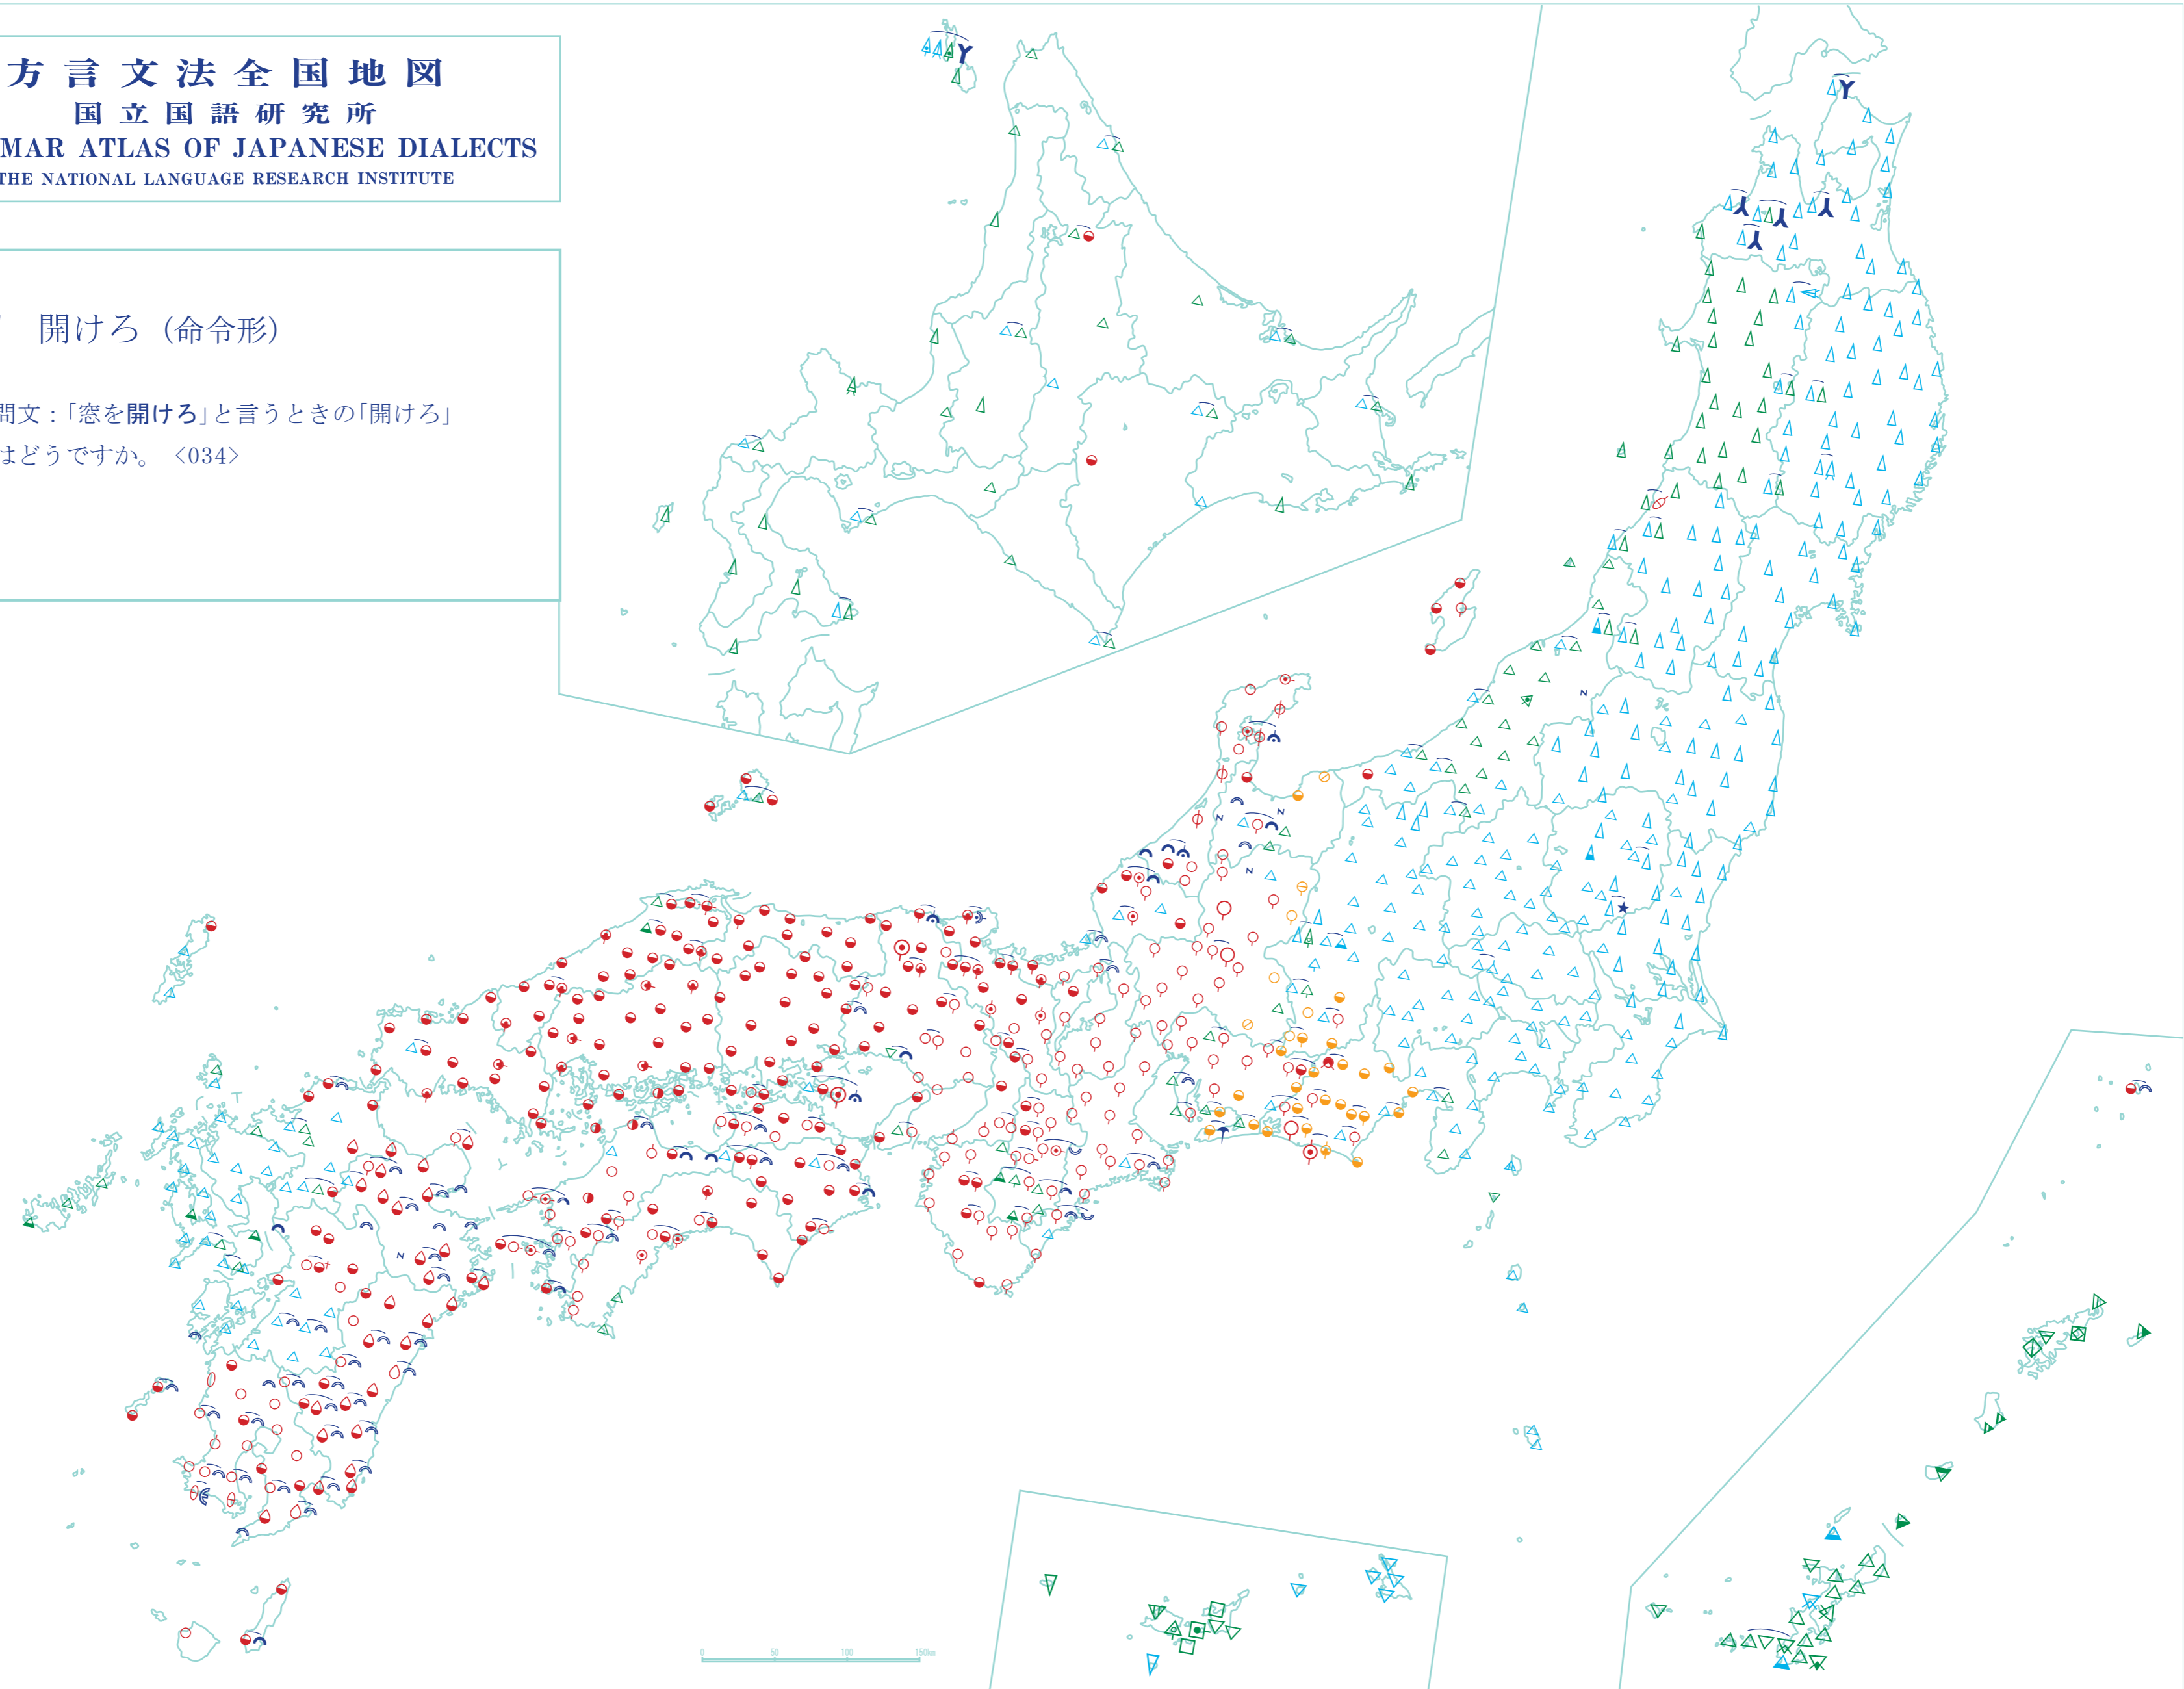 方言文法全国地図
国立国語研究所
MAR ATLAS OF JAPANESE DIALECTS
THE NATIONAL LANGUAGE RESEARCH INSTITUTE
開けろ（命令形）
問文：「窓を開けろ」と言うときの「開けろ」
はどうですか。〈034〉
0 50 100 150km